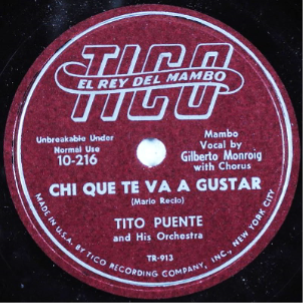 TICO
EL REY DEL MAMBO
Unbreakable Under
Normal Use
10-216
Mambo
Vocal by
Gilberto Monroig
with Chorus
CHI QUE TE VA A GUSTAR
(Mario Recio)
TITO PUENTE
and His Orchestra
TR-913
MADE IN U.S.A. BY TICO RECORDING COMPANY, INC., NEW YORK CITY